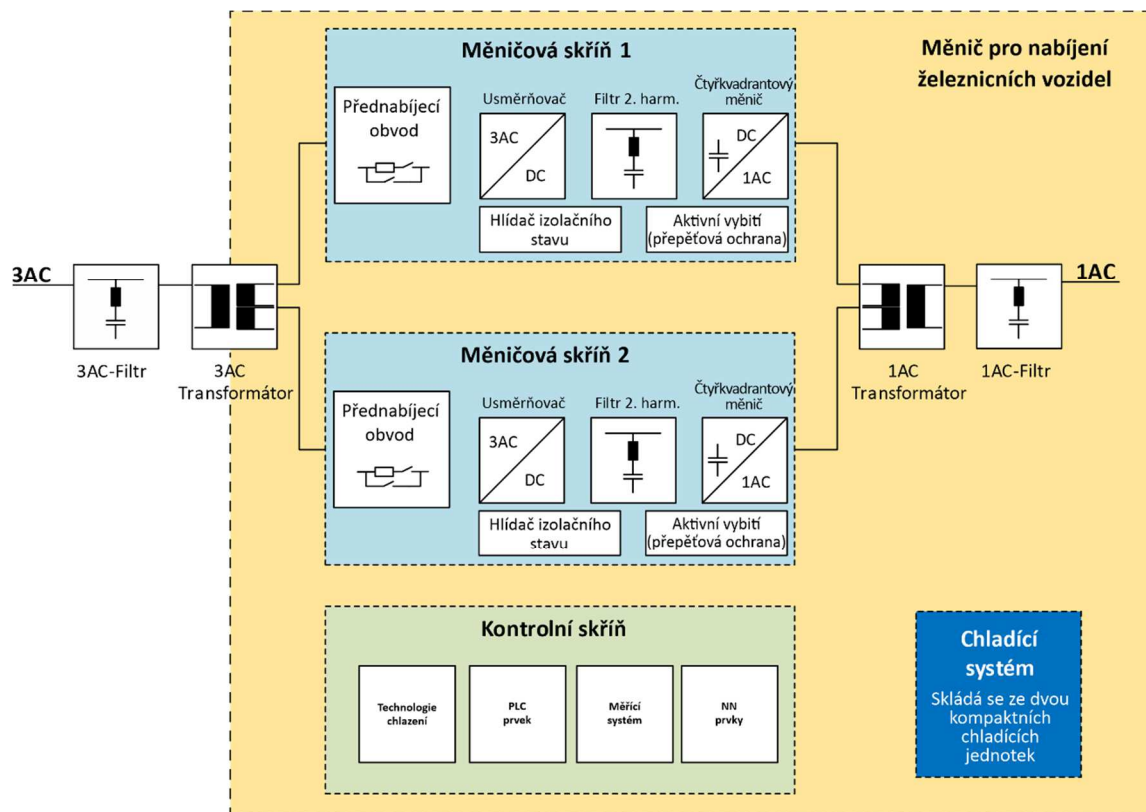 Měnič pro nabíjení
železnicních vozidel
Měničová skříň 1
Přednabíjecí
obvod
Usměrňovač
3AC
DC
Filtr 2. harm.
Čtyřkvadrantový
měnič
DC
1AC
Hlídač izolačního
stavu
Aktivní vybití
(přepěťová ochrana)
3AC
3AC-Filtr
3AC
Transformátor
1AC
1AC
Transformátor
1AC-Filtr
Měničová skříň 2
Přednabíjecí
obvod
Usměrňovač
3AC
DC
Filtr 2. harm.
Čtyřkvadrantový
měnič
DC
1AC
Hlídač izolačního
stavu
Aktivní vybití
(přepěťová ochrana)
Kontrolní skříň
Technologie
chlazení
PLC
prvek
Měřící
systém
NN
prvky
Chladící
systém
Skládá se ze dvou
kompaktních
chladících
jednotek